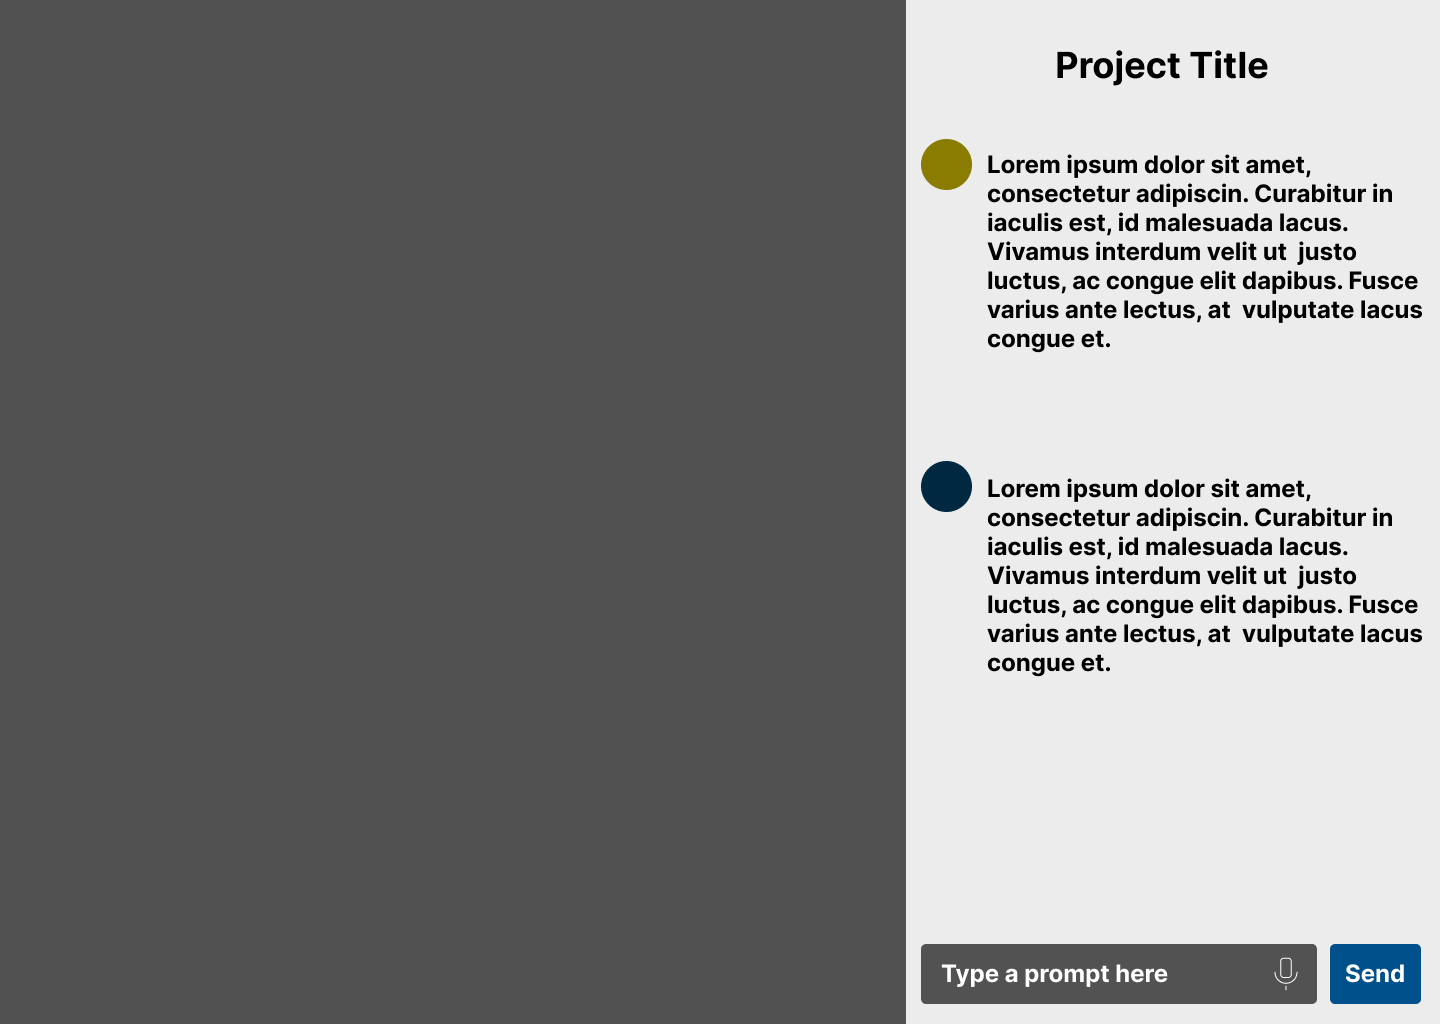 Project Title
Lorem ipsum dolor sit amet,
consectetur adipiscin. Curabitur in
iaculis est, id malesuada lacus.
Vivamus interdum velit ut  justo
luctus, ac congue elit dapibus. Fusce
varius ante lectus, at  vulputate lacus
congue et.
Lorem ipsum dolor sit amet,
consectetur adipiscin. Curabitur in
iaculis est, id malesuada lacus.
Vivamus interdum velit ut  justo
luctus, ac congue elit dapibus. Fusce
varius ante lectus, at  vulputate lacus
congue et.
Type a prompt here
Send